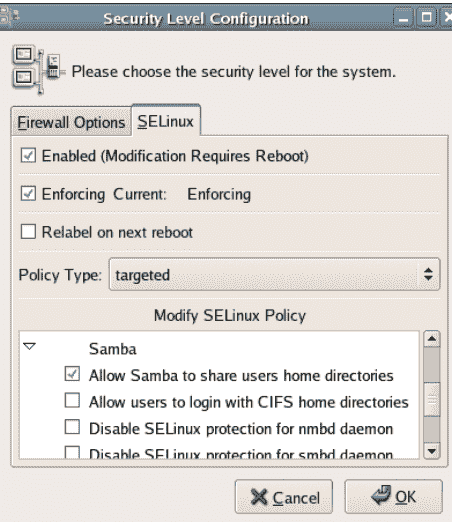 Security Level Configuration
Please choose the security level for the system.
Firewall Options SELinux
Enabled (Modification Requires Reboot)
Enforcing Current: Enforcing
Relabel on next reboot
Policy Type: targeted
Modify SELinux Policy
Samba
Allow Samba to share users home directories
Allow users to login with CIFS home directories
Disable SELinux protection for nmbd daemon
Disable SELinux protection for smbd daemon
Cancel OK